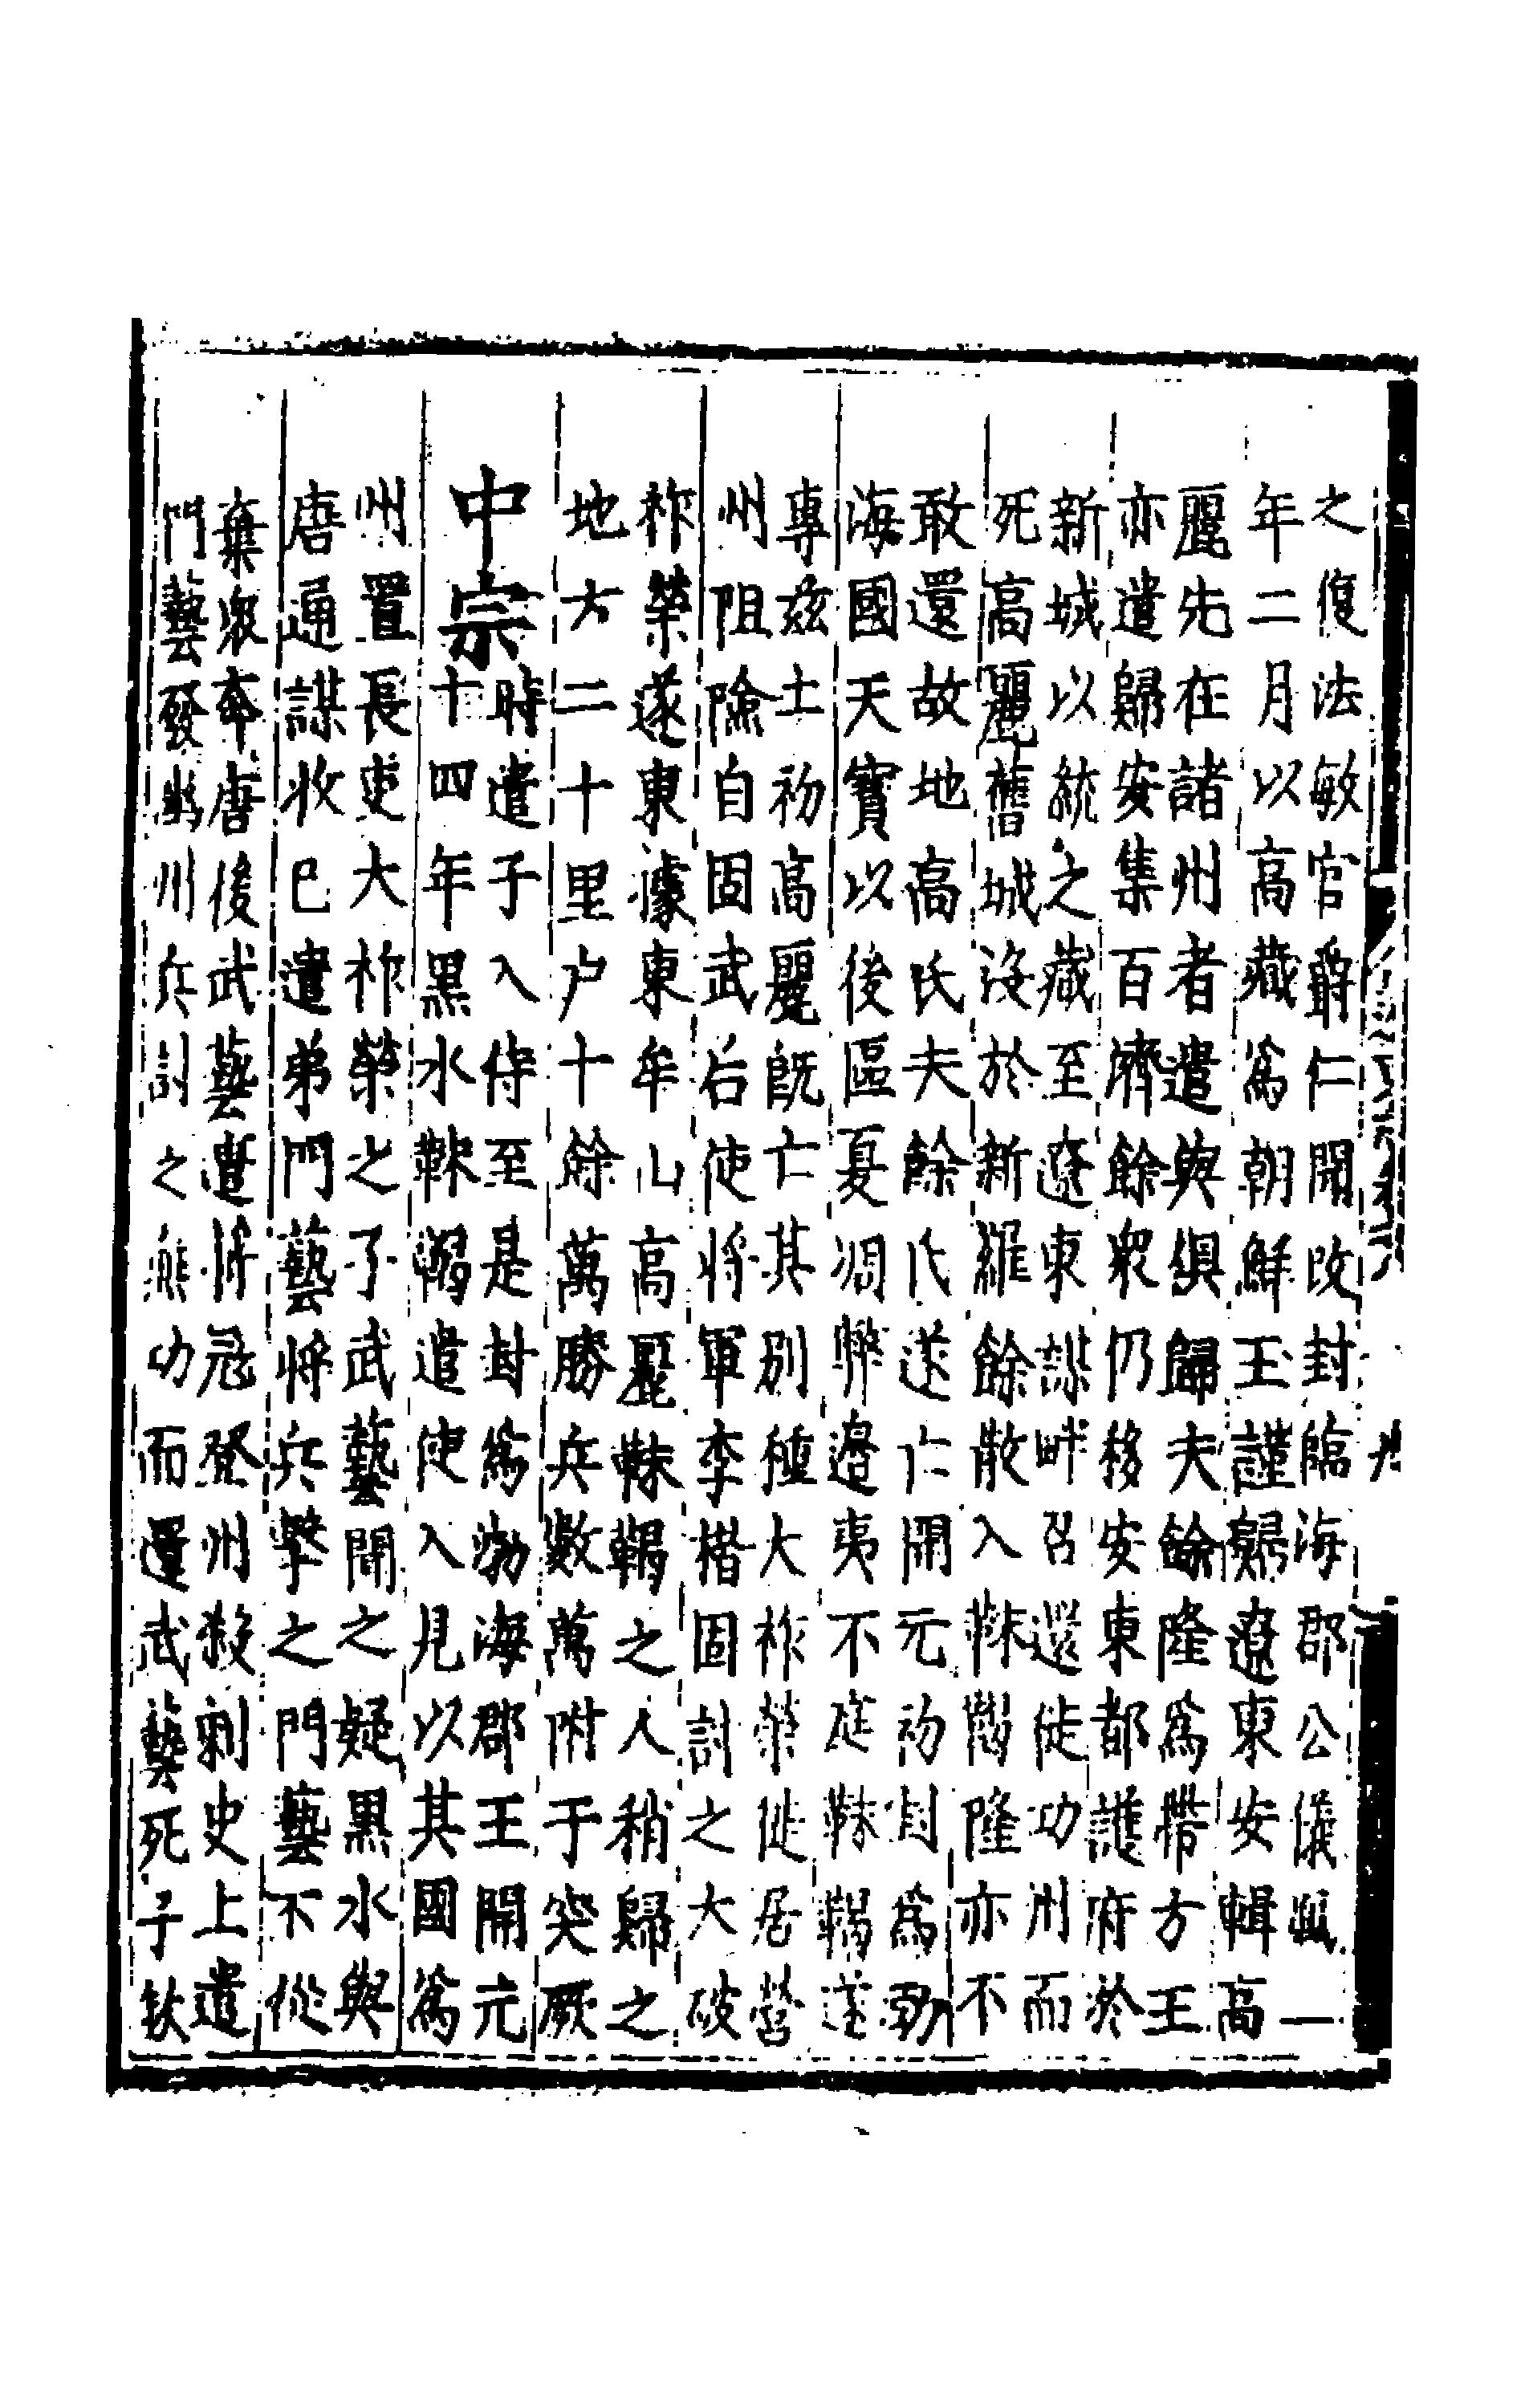 之復法敏官爵仁聞改封臨海郡公儀鳳一
年二月以高藏爲朝鮮王謹歸遼東安輯高
麗先在諸州者遣與俱歸夫餘隆爲帶方王
亦遣歸安集百濟餘衆仍移安東都護府於
新城以統之藏至遼東謀畔召還徙功州而
死高麗舊城沒於新羅餘散入靺鞨隆亦不
敢還故地高氏夫餘氏遂亡開元初封爲勃
海國天寶以後區夏凋弊邊夷不庭靺鞨遂
專茲土初高麗旣亡其別種大祚榮徙居營
州阻險自固武后使將軍李楷固討之大破
祚榮遂東據東牟山高麗靺鞨之人稍歸之
地方二十里戶十餘萬勝兵數萬附于突厥
中宗時遣子入侍至是封爲渤海郡王開元
十四年黑水靺鞨遣使入見以其國爲
州置長吏大祚榮之子武藝聞之疑黑水與
唐通謀收已遣弟門藝將兵擊之門藝不從
棄衆奔唐後武藝遣將冦登州殺刺史上遣
門藝發幽州兵討之無功而還武藝死子欽